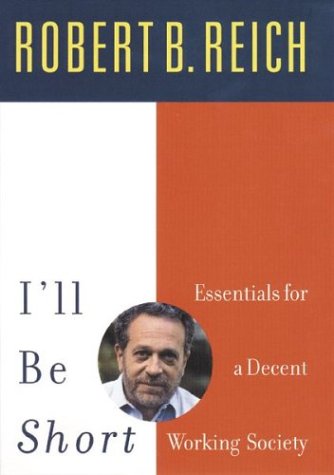 ROBERT B. REICH
I'll
Be
Short
Essentials for
a Decent
Working Society